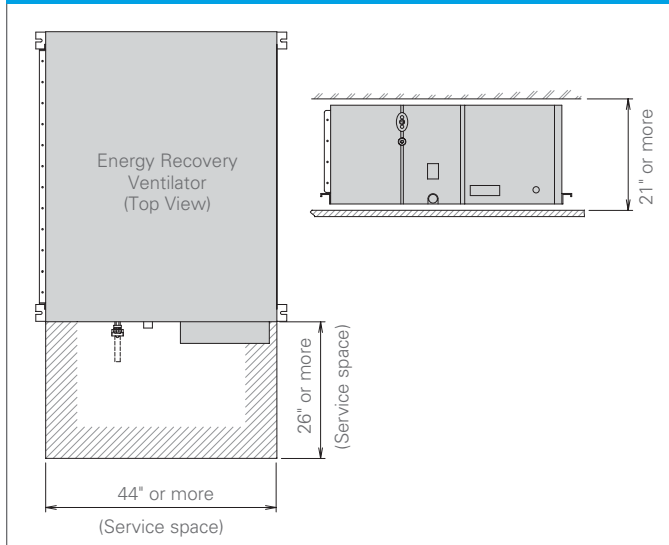 Energy Recovery
Ventilator
(Top View)
21" or more
26" or more
(Service space)
44" or more
(Service space)